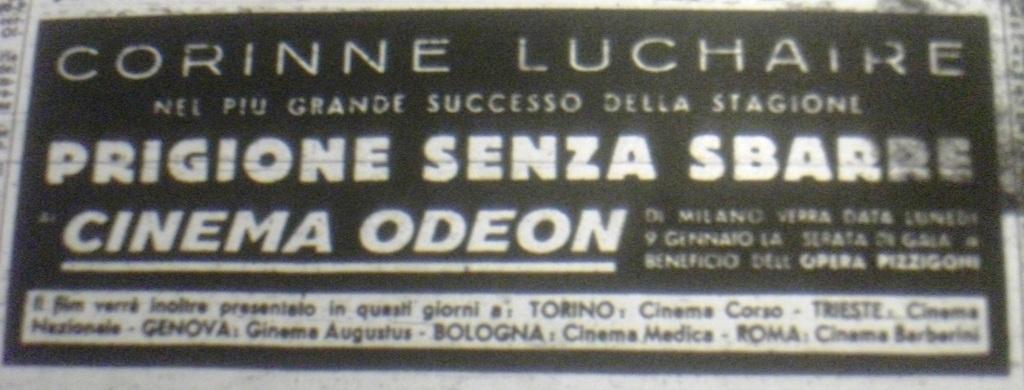 CORINNE LUCHAIRE
NEL PIU GRANDE SUCCESSO DELLA STAGIONE
PRIGIONE SENZA SBARRE
AL CINEMA ODEON
DI MILANO VERRA DATA LUNEDI
9 GENNAIO LA SERATA DI GALA A
BENEFICIO DELL OPERA PIZZIGONI
Il film verrà inoltre presentato in questi giorni a: TORINO: Cinema Corso - TRIESTE: Cinema
Nazionale - GENOVA: Cinema Augustus - BOLOGNA: Cinema Medica - ROMA: Cinema Barberini